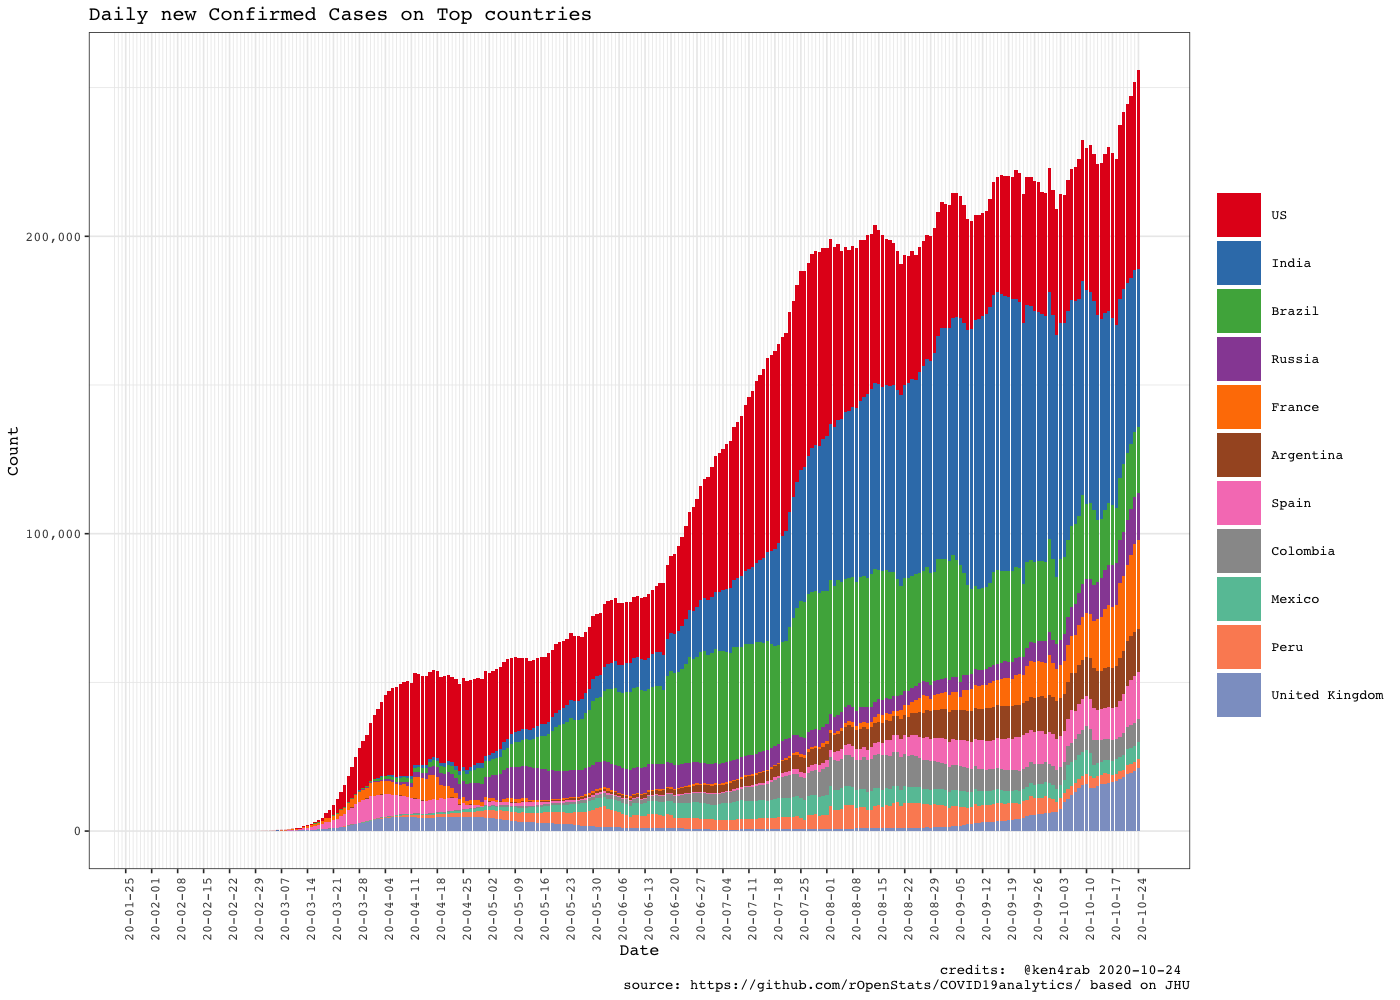 Daily new Confirmed Cases on Top countries
Count
200,000
100,000
0
20-01-25
20-02-01
20-02-08
20-02-15
20-02-22
20-02-29
20-03-07
20-03-14
20-03-21
20-03-28
20-04-04
20-04-11
20-04-18
20-04-25
20-05-02
20-05-09
20-05-16
20-05-23
20-05-30
20-06-06
20-06-13
20-06-20
20-06-27
20-07-04
20-07-11
20-07-18
20-07-25
20-08-01
20-08-08
20-08-15
20-08-22
20-08-29
20-09-05
20-09-12
20-09-19
20-09-26
20-10-03
20-10-10
20-10-17
20-10-24
Date
US
India
Brazil
Russia
France
Argentina
Spain
Colombia
Mexico
Peru
United Kingdom
credits: @ken4rab 2020-10-24
source: https://github.com/rOpenStats/COVID19analytics/ based on JHU